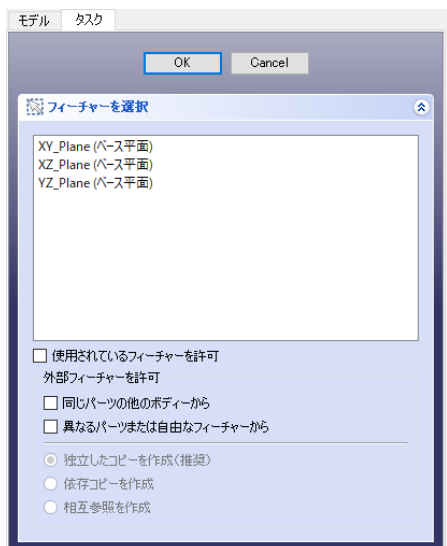 モデル タスク
OK Cancel
フィーチャーを選択
XY_Plane (ベース平面)
XZ_Plane (ベース平面)
YZ_Plane (ベース平面)
使用されているフィーチャーを許可
外部フィーチャーを許可
同じパーツの他のボディーから
異なるパーツまたは自由なフィーチャーから
独立したコピーを作成(推奨)
依存コピーを作成
相互参照を作成